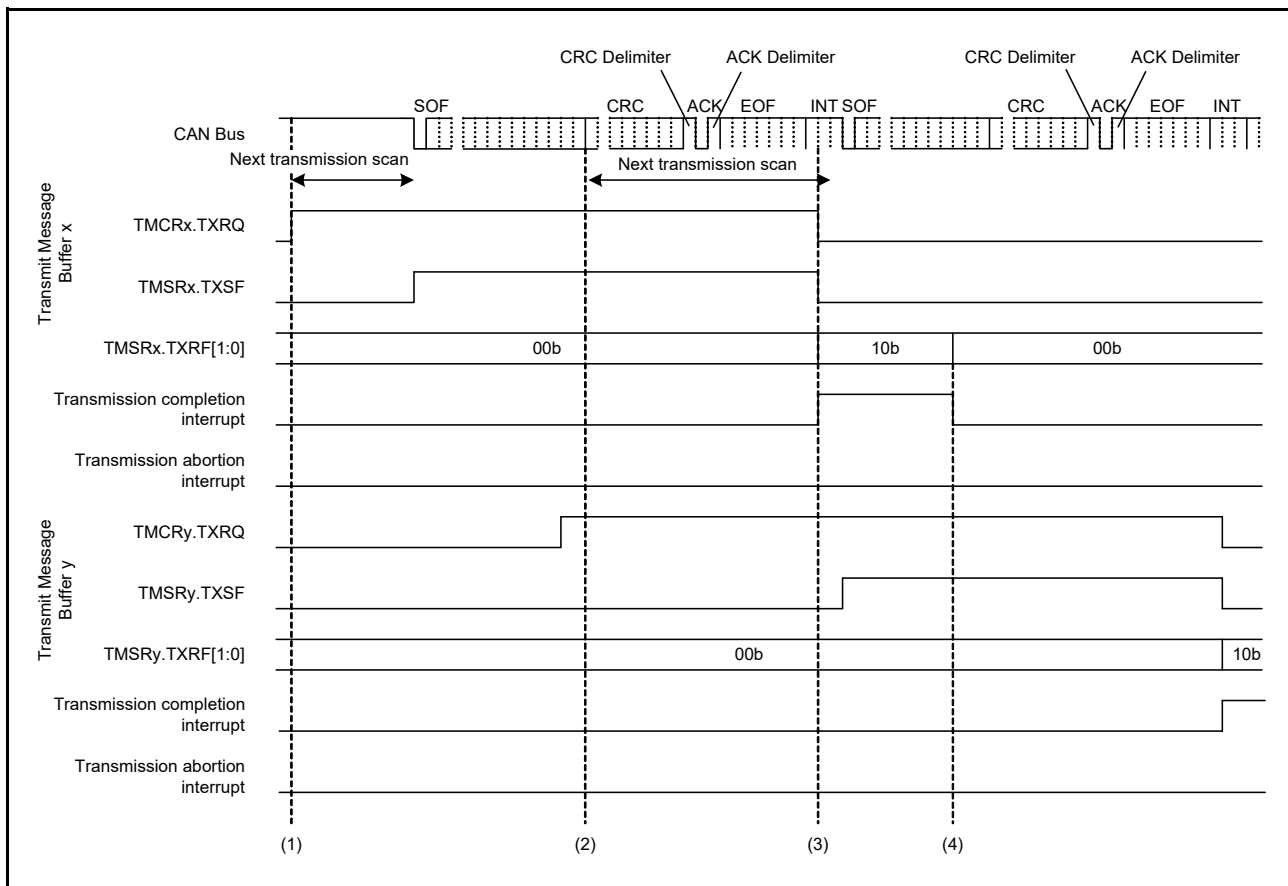 CRC Delimiter ACK Delimiter CRC Delimiter ACK Delimiter
SOF CRC ACK EOF INT SOF CRC ACK EOF INT
CAN Bus
Next transmission scan Next transmission scan
Transmit Message
Buffer x
TMCRx.TXRQ
TMSRx.TXSF
TMSRx.TXRF[1:0] 00b 10b 00b
Transmission completion
interrupt
Transmission abortion
interrupt
Transmit Message
Buffer y
TMCRy.TXRQ
TMSRy.TXSF
TMSRy.TXRF[1:0] 00b 10b
Transmission completion
interrupt
Transmission abortion
interrupt
(1) (2) (3) (4)